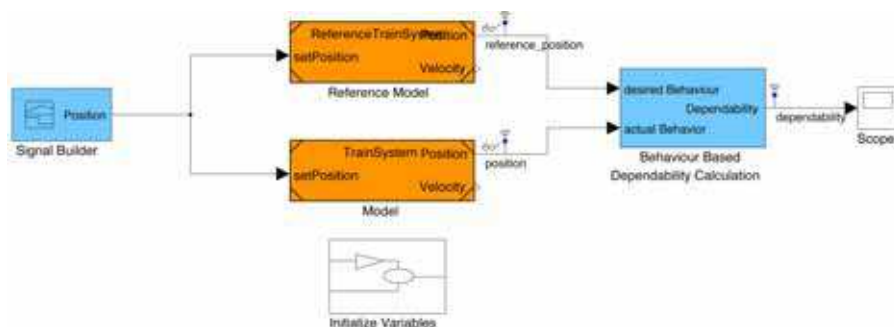 ReferenceTrainSystem
Position
reference_position
setPosition
Velocity
Reference Model
desired Behaviour
Dependability
dependability
actual Behavior
Scope
Position
Signal Builder
TrainSystem
Position
position
setPosition
Velocity
Model
Behaviour Based
Dependability Calculation
Initialize Variables